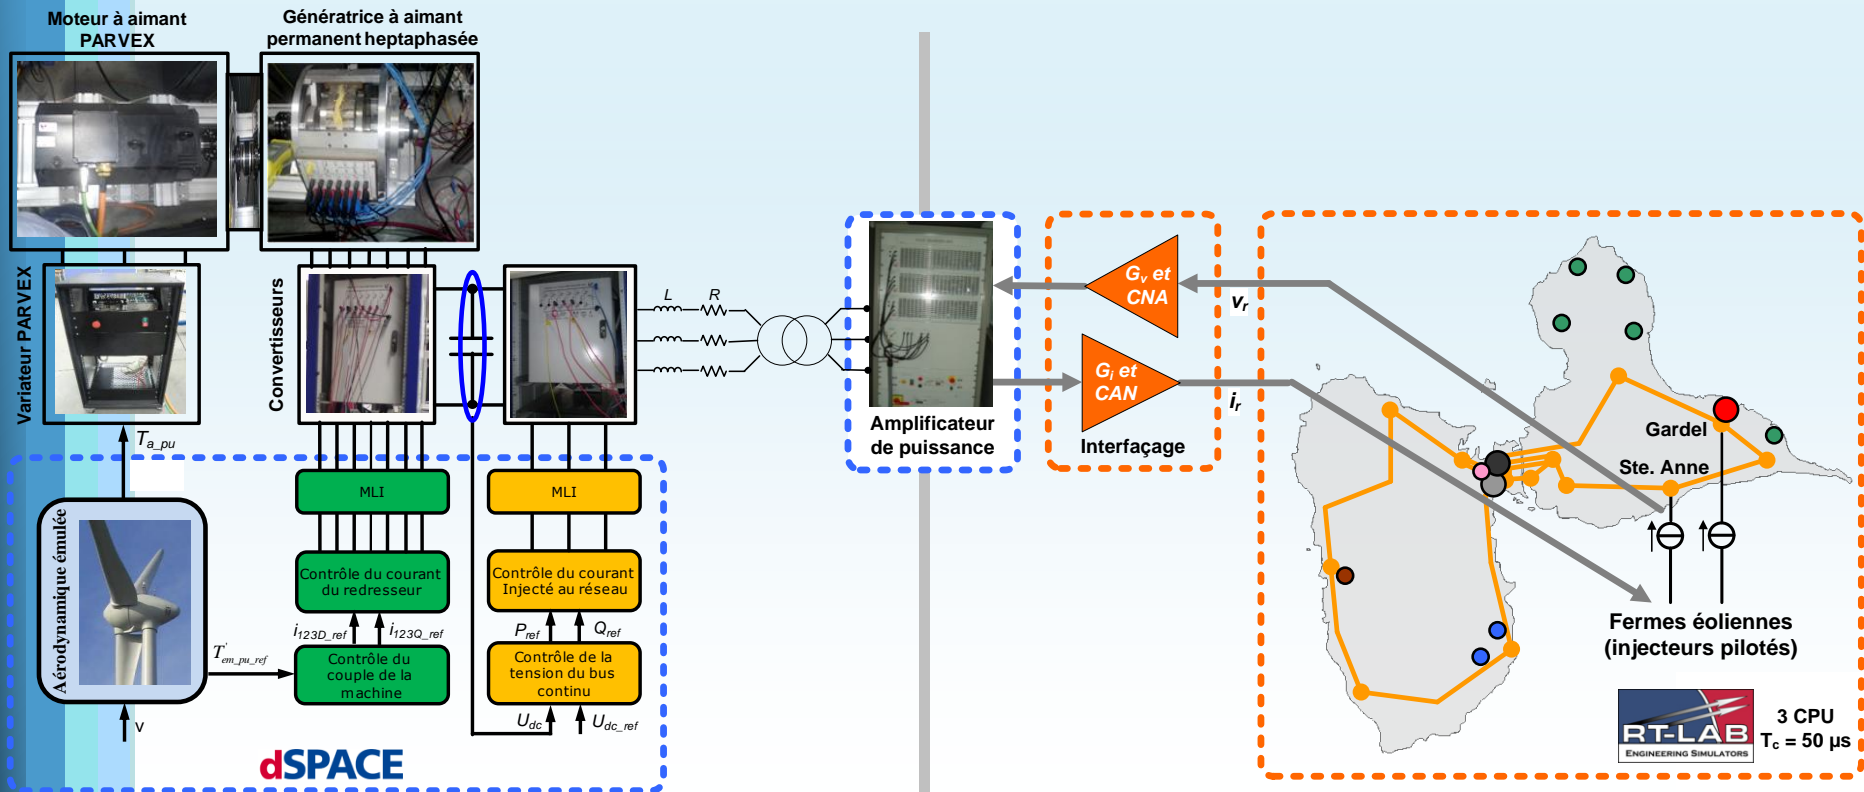 Moteur à aimant
PARVEX
Génératrice à aimant
permanent heptaphasée
Variateur PARVEX
Convertisseurs
L
R
T_a_pu
Aérodynamique émulée
v
T'_em_pu_ref
MLI
Contrôle du courant
du redresseur
i_123D_ref
i_123Q_ref
Contrôle du
couple de la
machine
MLI
Contrôle du courant
Injecté au réseau
P_ref
Q_ref
Contrôle de la
tension du bus
continu
U_dc
U_dc_ref
dSPACE
Amplificateur
de puissance
G_v et
CNA
G_i et
CAN
Interfaçage
v_r
i_r
Gardel
Ste. Anne
Fermes éoliennes
(injecteurs pilotés)
RT-LAB
ENGINEERING SIMULATORS
3 CPU
T_c = 50 µs